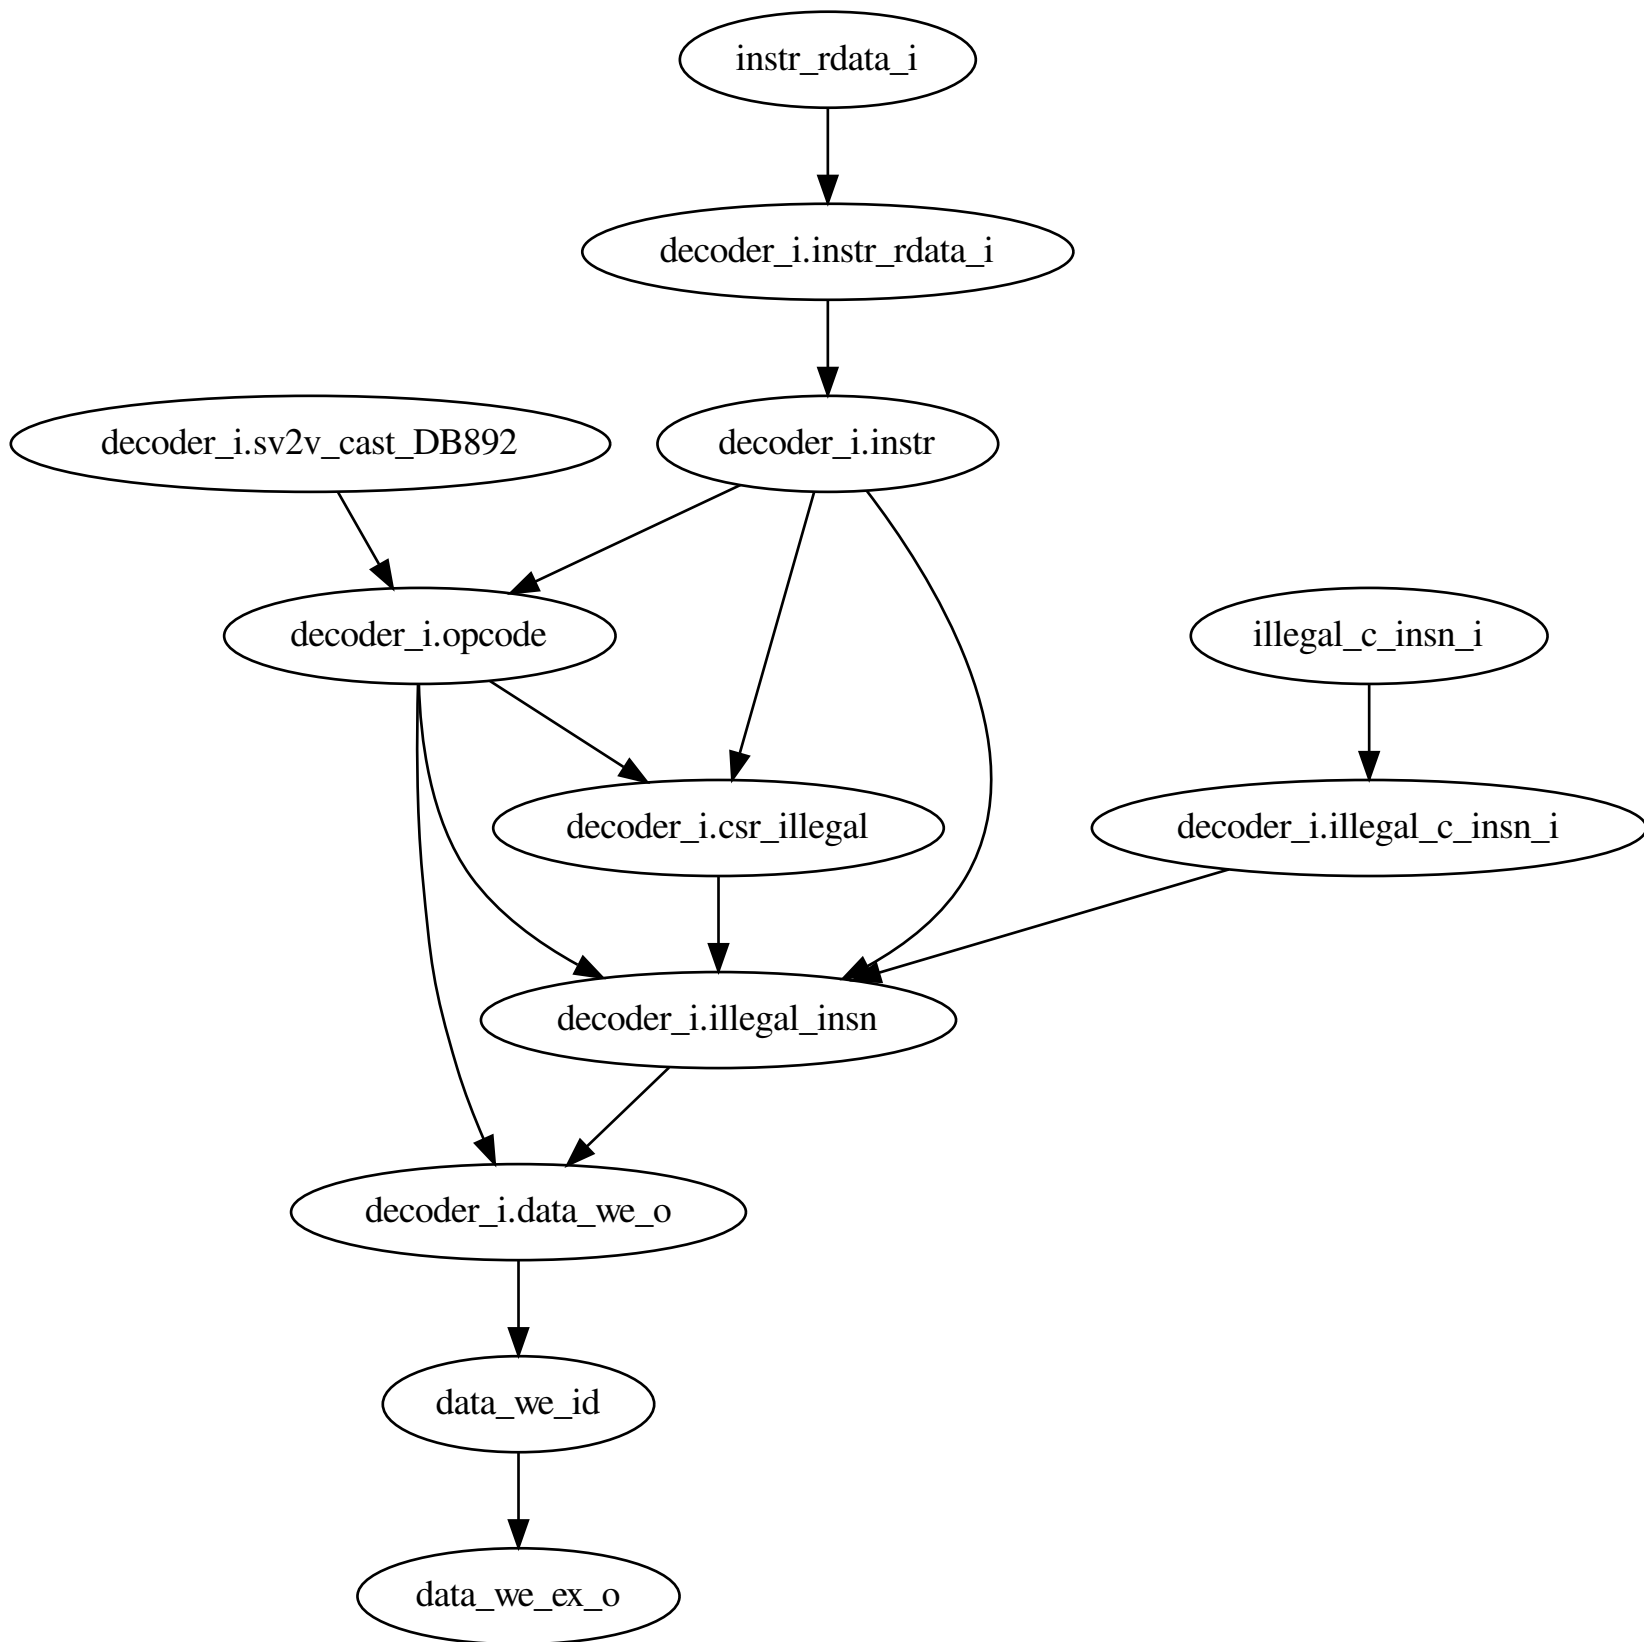 instr_rdata_i
decoder_i.instr_rdata_i
decoder_i.sv2v_cast_DB892
decoder_i.instr
decoder_i.opcode
illegal_c_insn_i
decoder_i.csr_illegal
decoder_i.illegal_c_insn_i
decoder_i.illegal_insn
decoder_i.data_we_o
data_we_id
data_we_ex_o